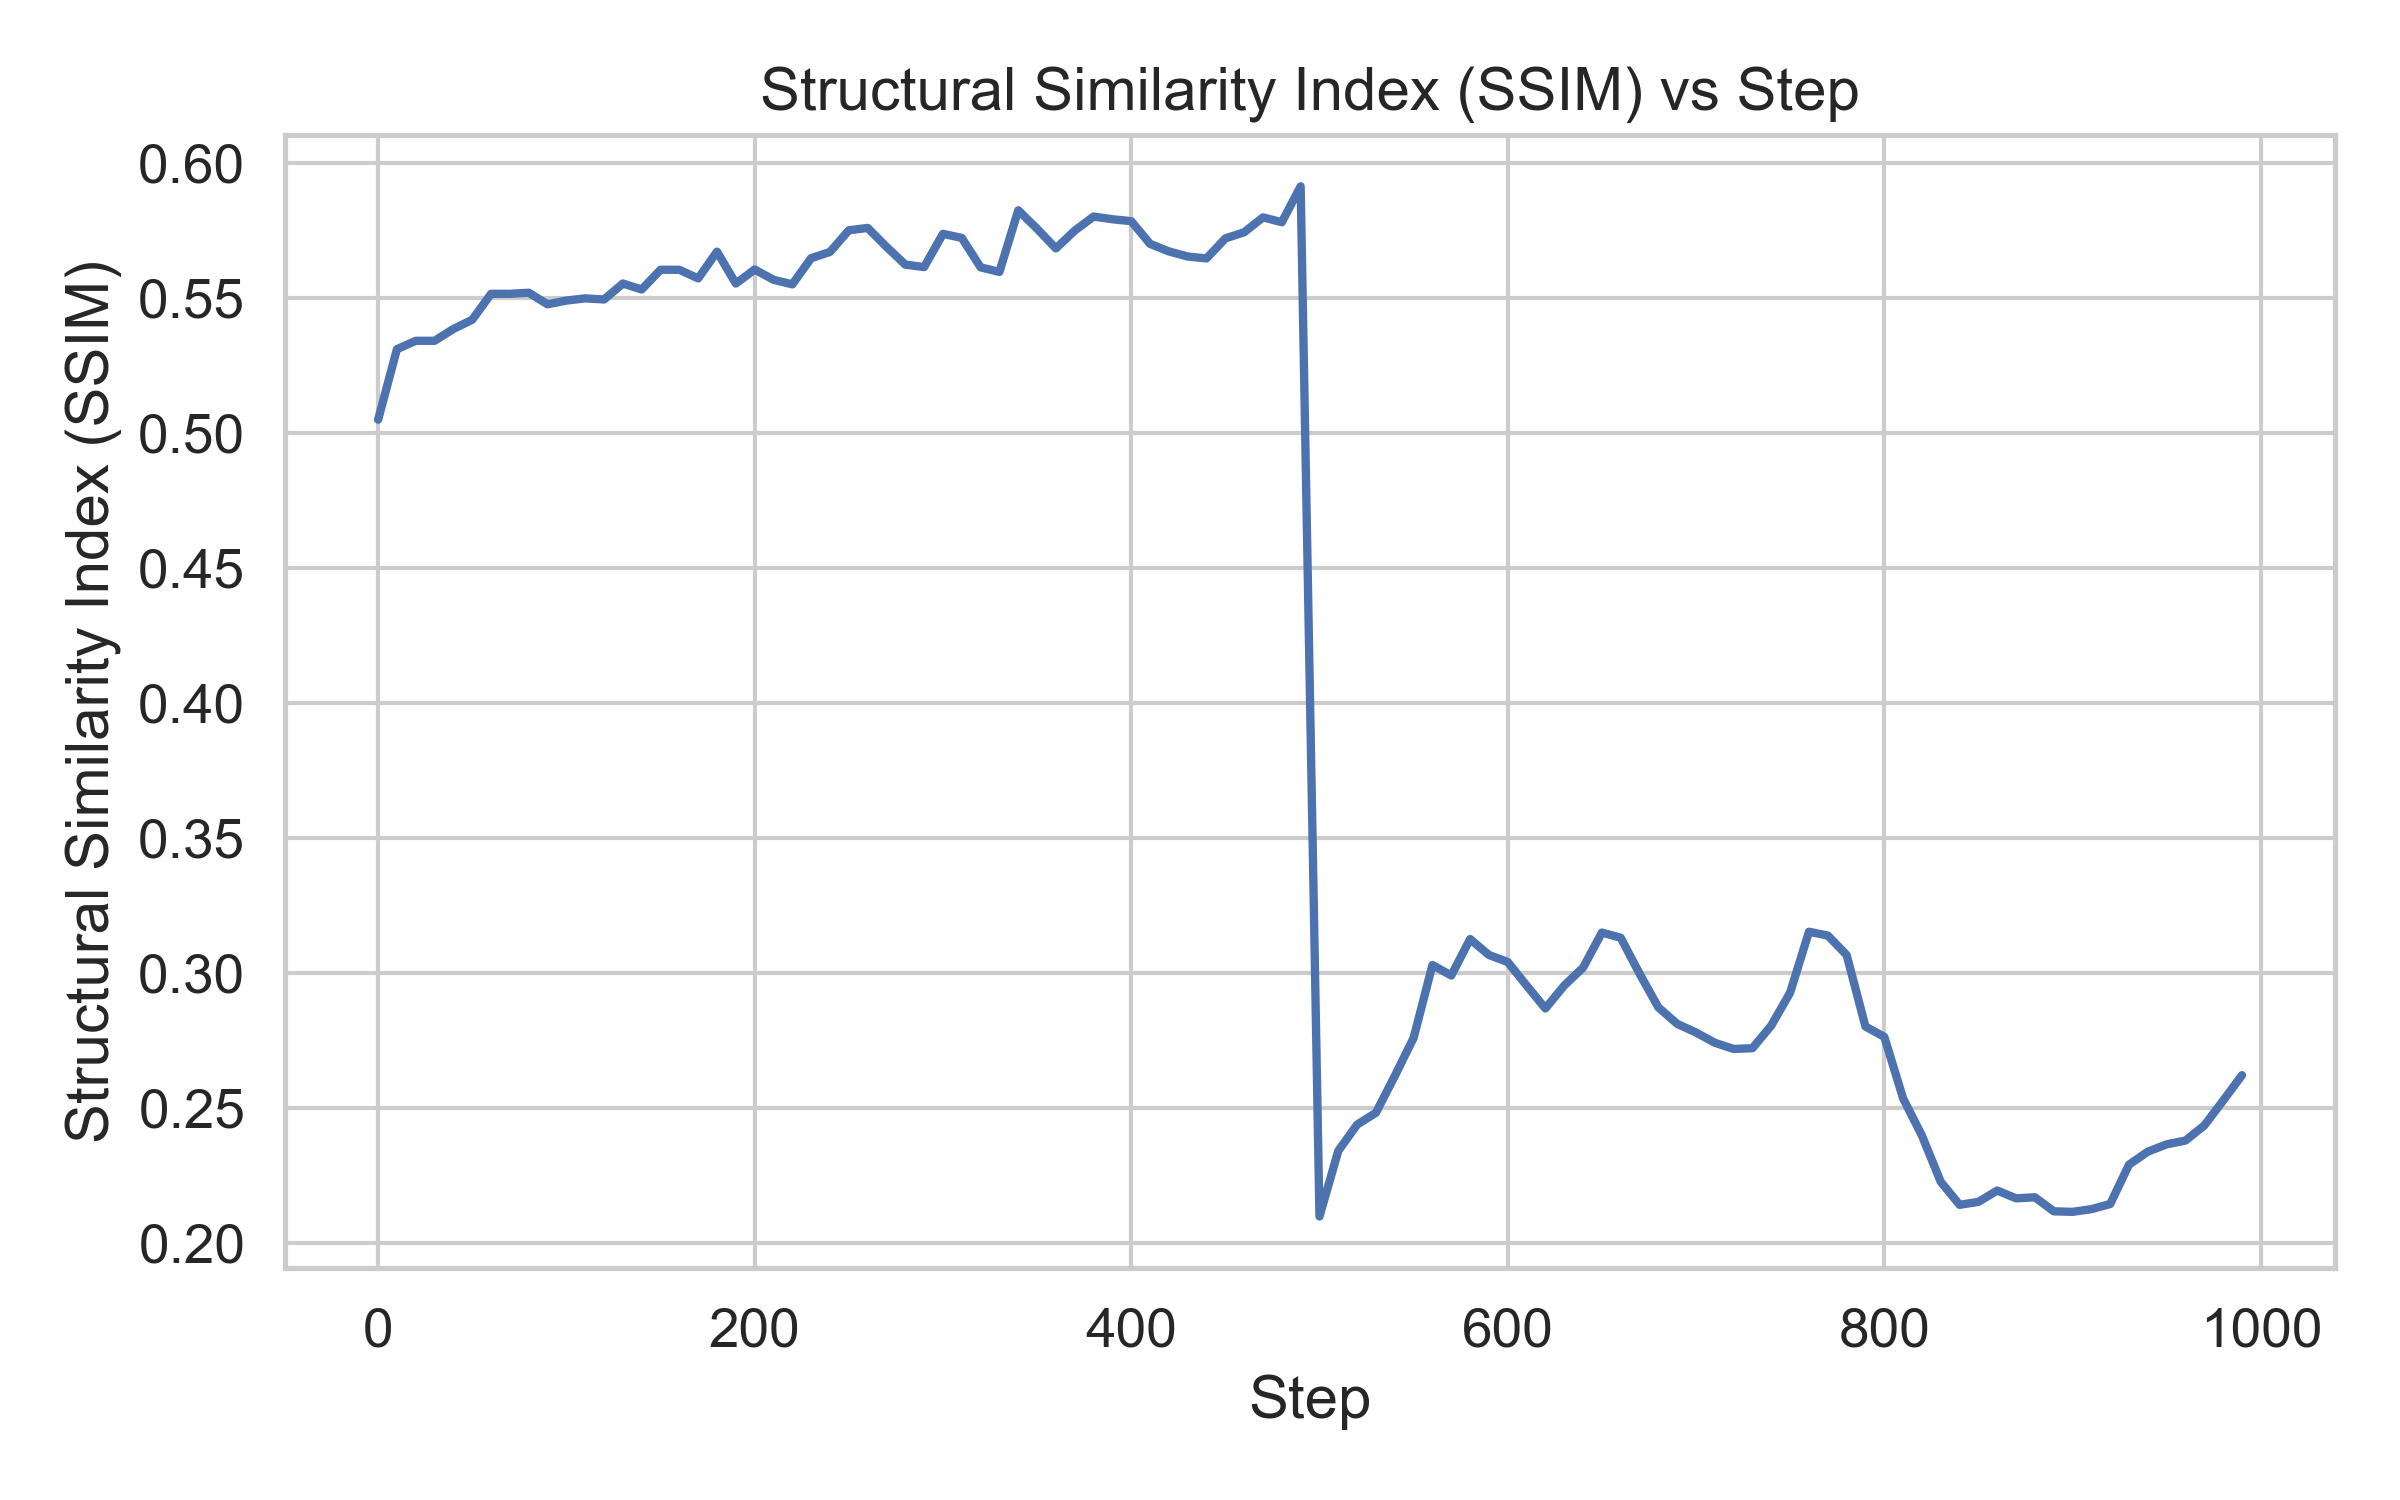 Structural Similarity Index (SSIM) vs Step
Structural Similarity Index (SSIM)
0.60
0.55
0.50
0.45
0.40
0.35
0.30
0.25
0.20
0 200 400 600 800 1000
Step